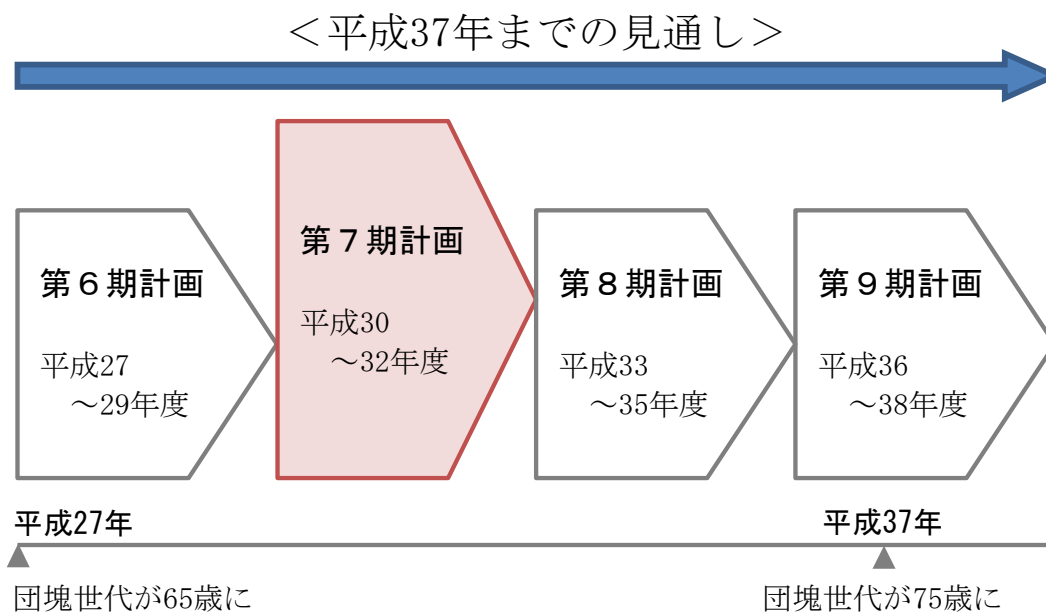 ＜平成37年までの見通し＞
第６期計画
平成27
～29年度
第７期計画
平成30
～32年度
第８期計画
平成33
～35年度
第９期計画
平成36
～38年度
平成27年
平成37年
団塊世代が65歳に
団塊世代が75歳に